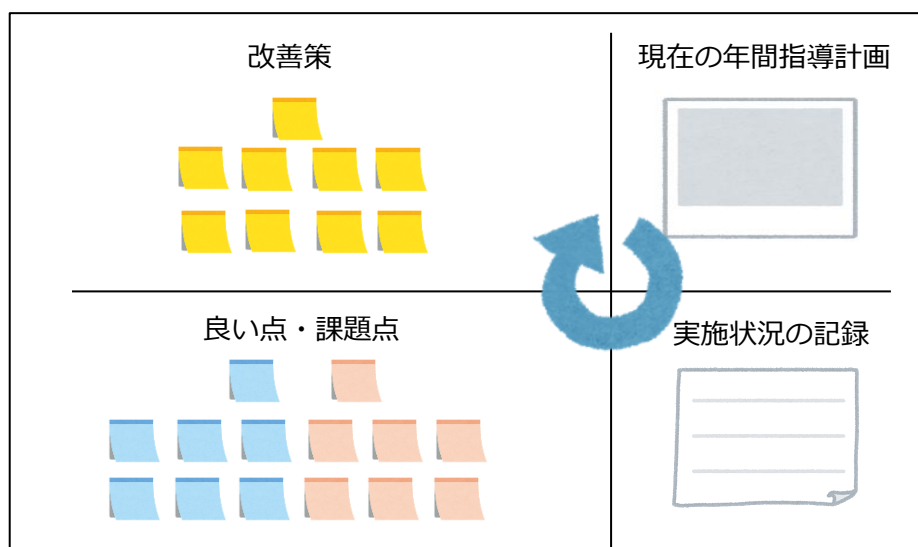 改善策
現在の年間指導計画
良い点・課題点
実施状況の記録